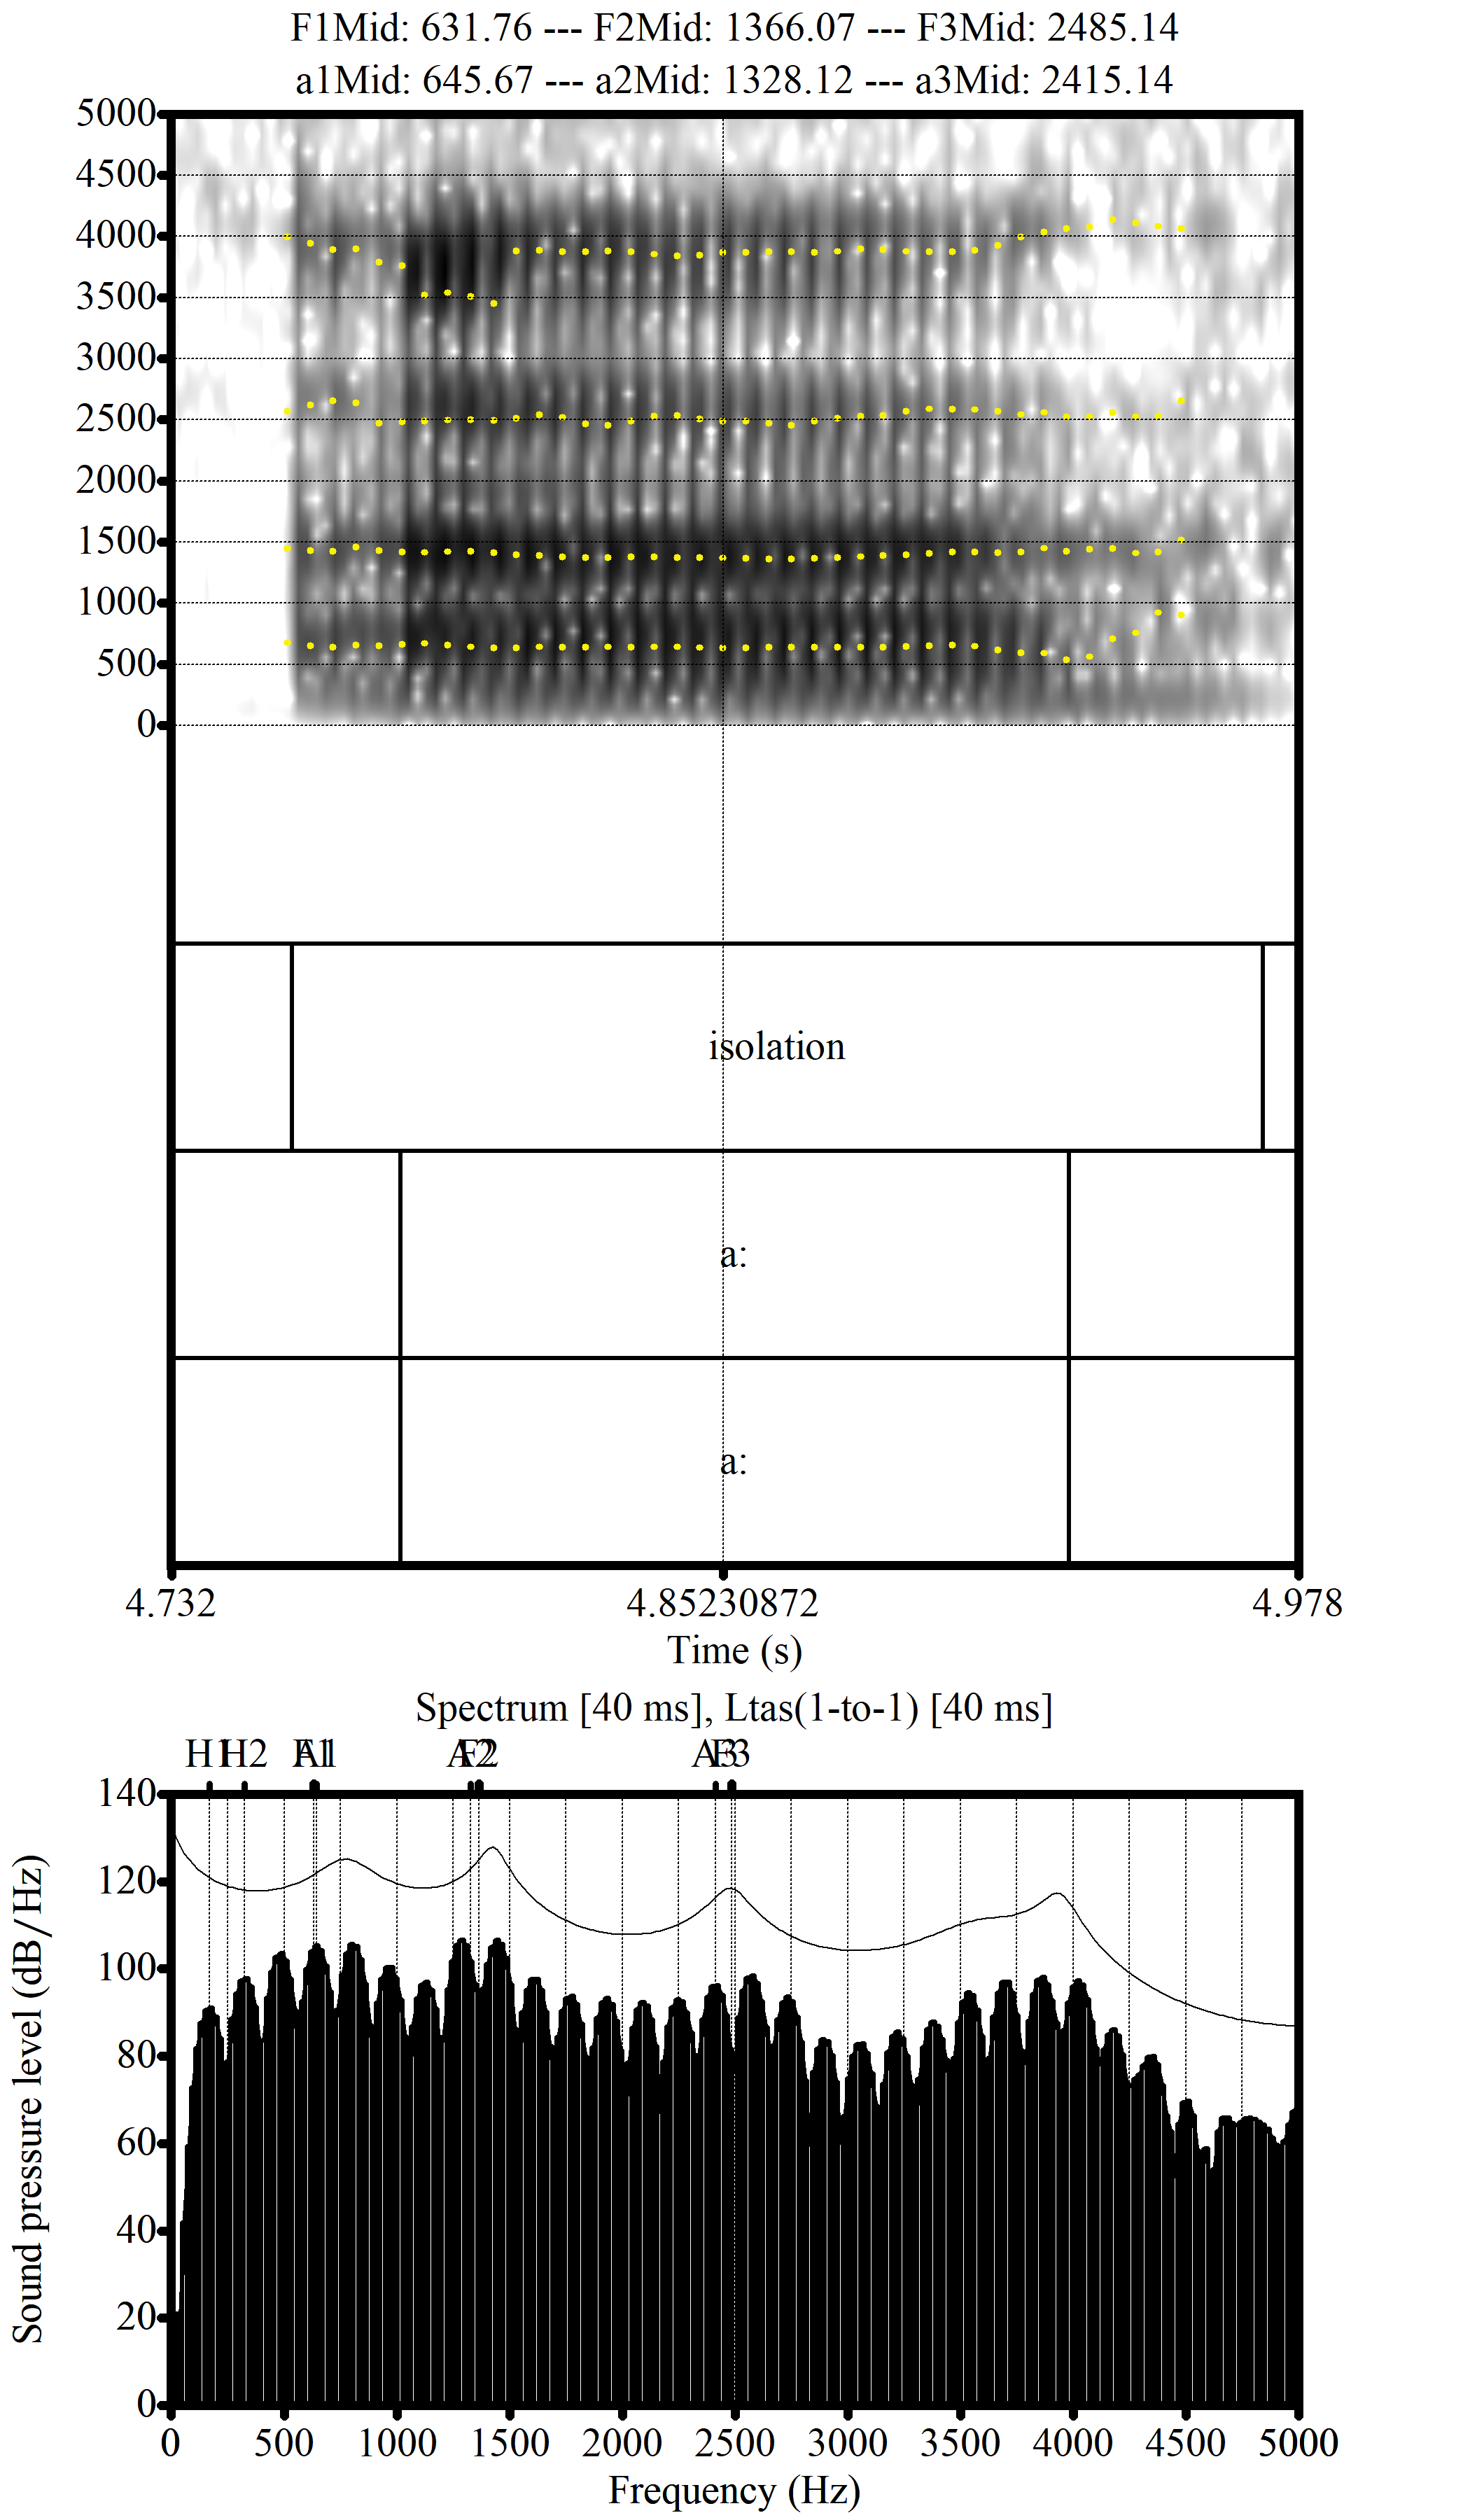 F1Mid: 631.76 --- F2Mid: 1366.07 --- F3Mid: 2485.14
a1Mid: 645.67 --- a2Mid: 1328.12 --- a3Mid: 2415.14
5000
4500
4000
3500
3000
2500
2000
1500
1000
500
0
isolation
a:
a:
4.732 4.85230872 4.978
Time (s)
Spectrum [40 ms], Ltas(1-to-1) [40 ms]
H1 H2 F1 A1 A2 F2 A3 F3
140
120
100
80
60
40
20
0
Sound pressure level (dB/Hz)
0 500 1000 1500 2000 2500 3000 3500 4000 4500 5000
Frequency (Hz)